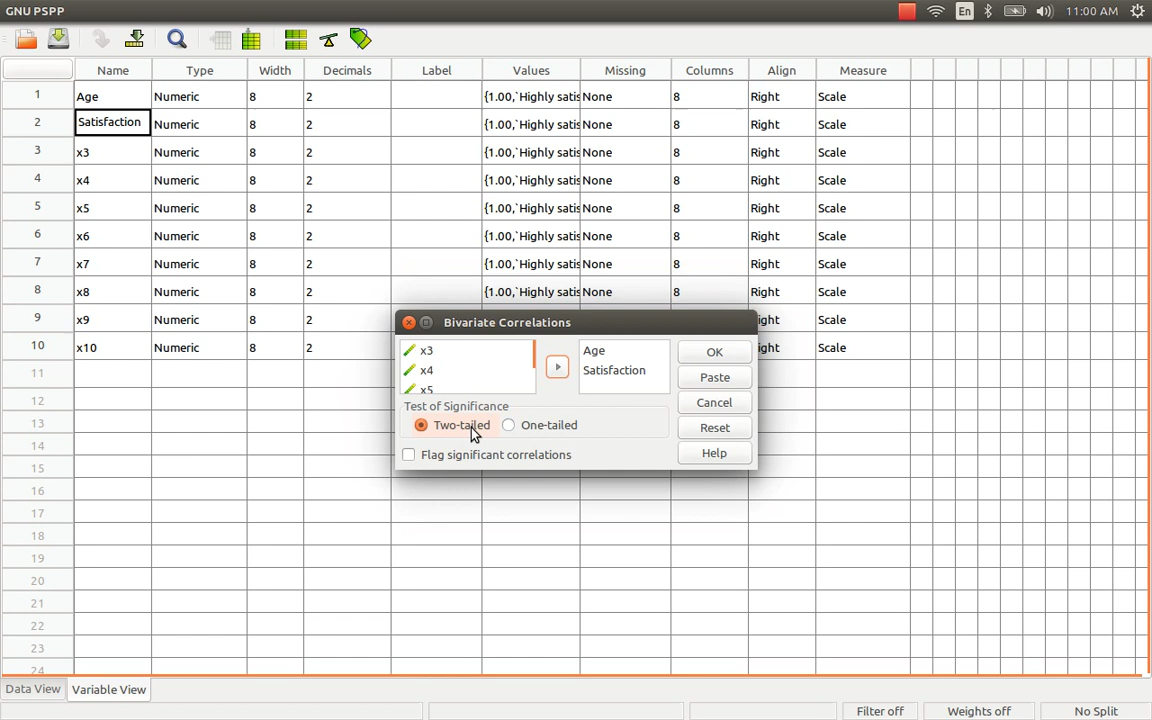 GNU PSPP En 11:00 AM
Name Type Width Decimals Label Values Missing Columns Align Measure
1 Age Numeric 8 2 {1.00,`Highly satis None 8 Right Scale
2 Satisfaction Numeric 8 2 {1.00,`Highly satis None 8 Right Scale
3 x3 Numeric 8 2 {1.00,`Highly satis None 8 Right Scale
4 x4 Numeric 8 2 {1.00,`Highly satis None 8 Right Scale
5 x5 Numeric 8 2 {1.00,`Highly satis None 8 Right Scale
6 x6 Numeric 8 2 {1.00,`Highly satis None 8 Right Scale
7 x7 Numeric 8 2 {1.00,`Highly satis None 8 Right Scale
8 x8 Numeric 8 2 {1.00,`Highly satis None 8 Right Scale
9 x9 Numeric 8 2 ight Scale
10 x10 Numeric 8 2 ight Scale
11
12
13
14
15
16
17
18
19
20
21
22
23
24
Bivariate Correlations
x3
x4
x5
Age
Satisfaction
OK
Paste
Cancel
Reset
Help
Test of Significance
Two-tailed One-tailed
Flag significant correlations
Data View Variable View
Filter off Weights off No Split